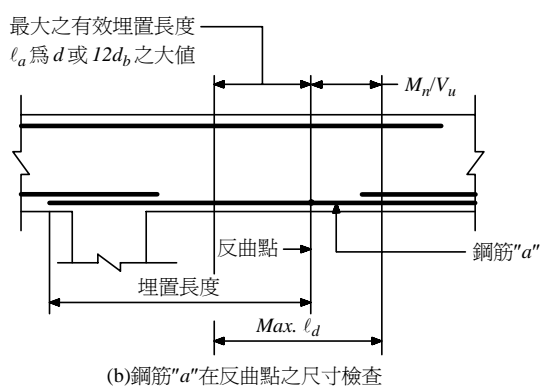 最大之有效埋置長度
ℓa 為 d 或 12db 之大值
Mn/Vu
反曲點
鋼筋"a"
埋置長度
Max. ℓd
(b)鋼筋"a"在反曲點之尺寸檢查